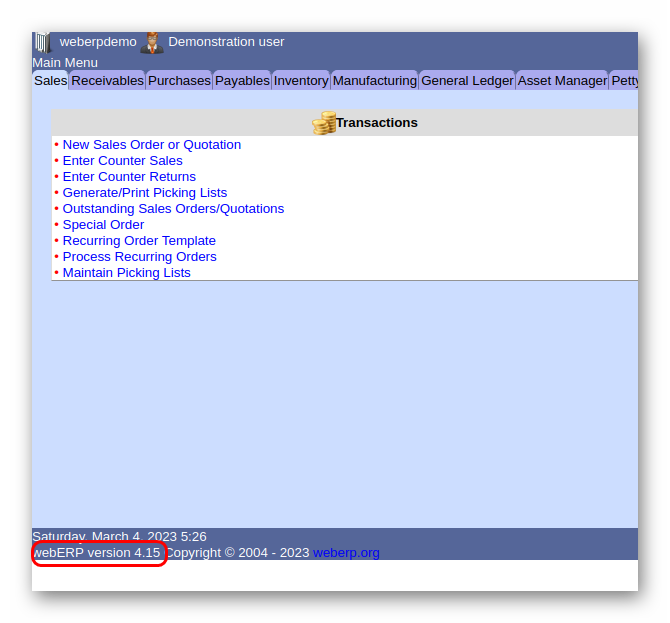 weberpdemo Demonstration user
Main Menu
Sales Receivables Purchases Payables Inventory Manufacturing General Ledger Asset Manager Petty
Transactions
• New Sales Order or Quotation
• Enter Counter Sales
• Enter Counter Returns
• Generate/Print Picking Lists
• Outstanding Sales Orders/Quotations
• Special Order
• Recurring Order Template
• Process Recurring Orders
• Maintain Picking Lists
Saturday, March 4, 2023 5:26
webERP version 4.15 Copyright © 2004 - 2023 weberp.org